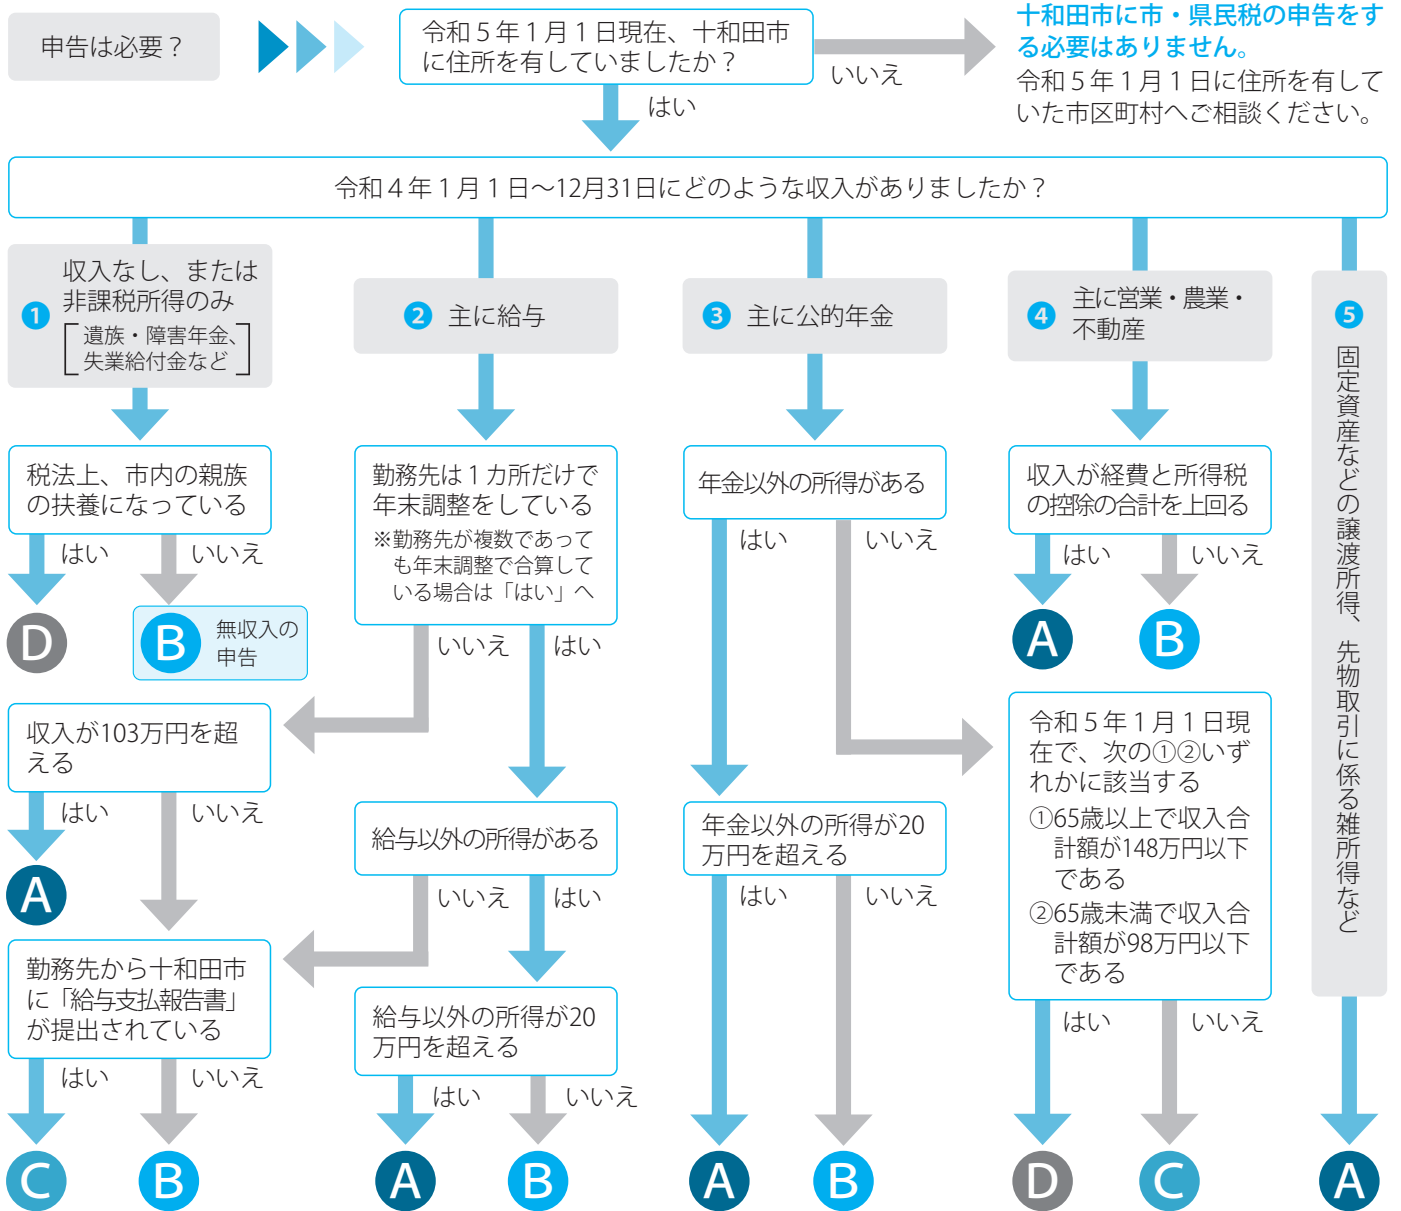 申告は必要？
令和５年１月１日現在、十和田市
に住所を有していましたか？
いいえ
はい
十和田市に市・県民税の申告をす
る必要はありません。
令和５年１月１日に住所を有して
いた市区町村へご相談ください。
令和４年１月１日～12月31日にどのような収入がありましたか？
1
収入なし、または
非課税所得のみ
遺族・障害年金、
失業給付金など
税法上、市内の親族
の扶養になっている
はい
いいえ
D
B
無収入の
申告
2 主に給与
勤務先は１カ所だけで
年末調整をしている
※勤務先が複数であって
も年末調整で合算して
いる場合は「はい」へ
いいえ
はい
収入が103万円を超
える
はい
いいえ
A
給与以外の所得がある
いいえ
はい
勤務先から十和田市
に「給与支払報告書」
が提出されている
はい
いいえ
C
B
給与以外の所得が20
万円を超える
はい
いいえ
A
B
3 主に公的年金
年金以外の所得がある
はい
いいえ
年金以外の所得が20
万円を超える
はい
いいえ
A
B
令和５年１月１日現
在で、次の①②いず
れかに該当する
①65歳以上で収入合
計額が148万円以下
である
②65歳未満で収入合
計額が98万円以下
である
はい
いいえ
D
C
4
主に営業・農業・
不動産
収入が経費と所得税
の控除の合計を上回る
はい
いいえ
A
B
5
固定資産などの譲渡所得、先物取引に係る雑所得など
A